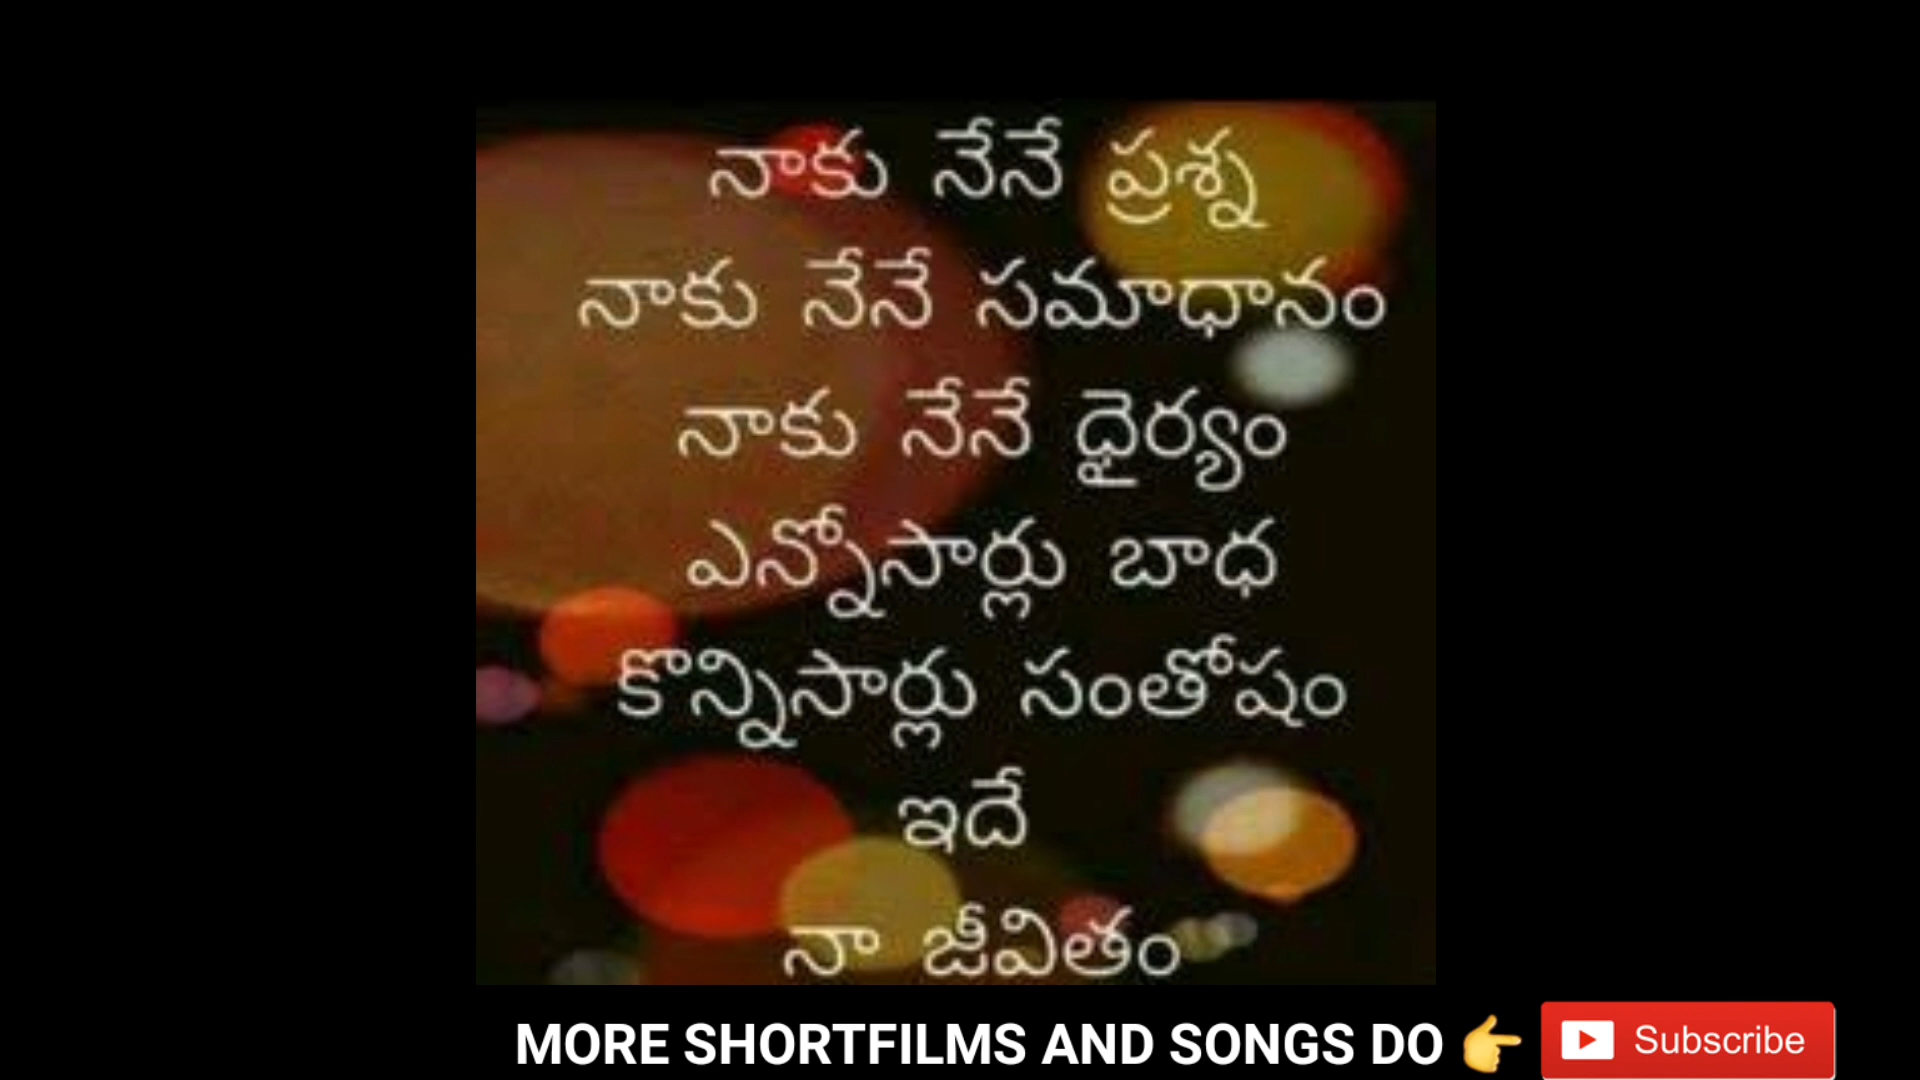 నాకు నేనే ప్రశ్న
నాకు నేనే సమాధానం
నాకు నేనే ధైర్యం
ఎన్నోసార్లు బాధ
కొన్నిసార్లు సంతోషం
ఇదే
నా జీవితం
MORE SHORTFILMS AND SONGS DO 👉 Subscribe